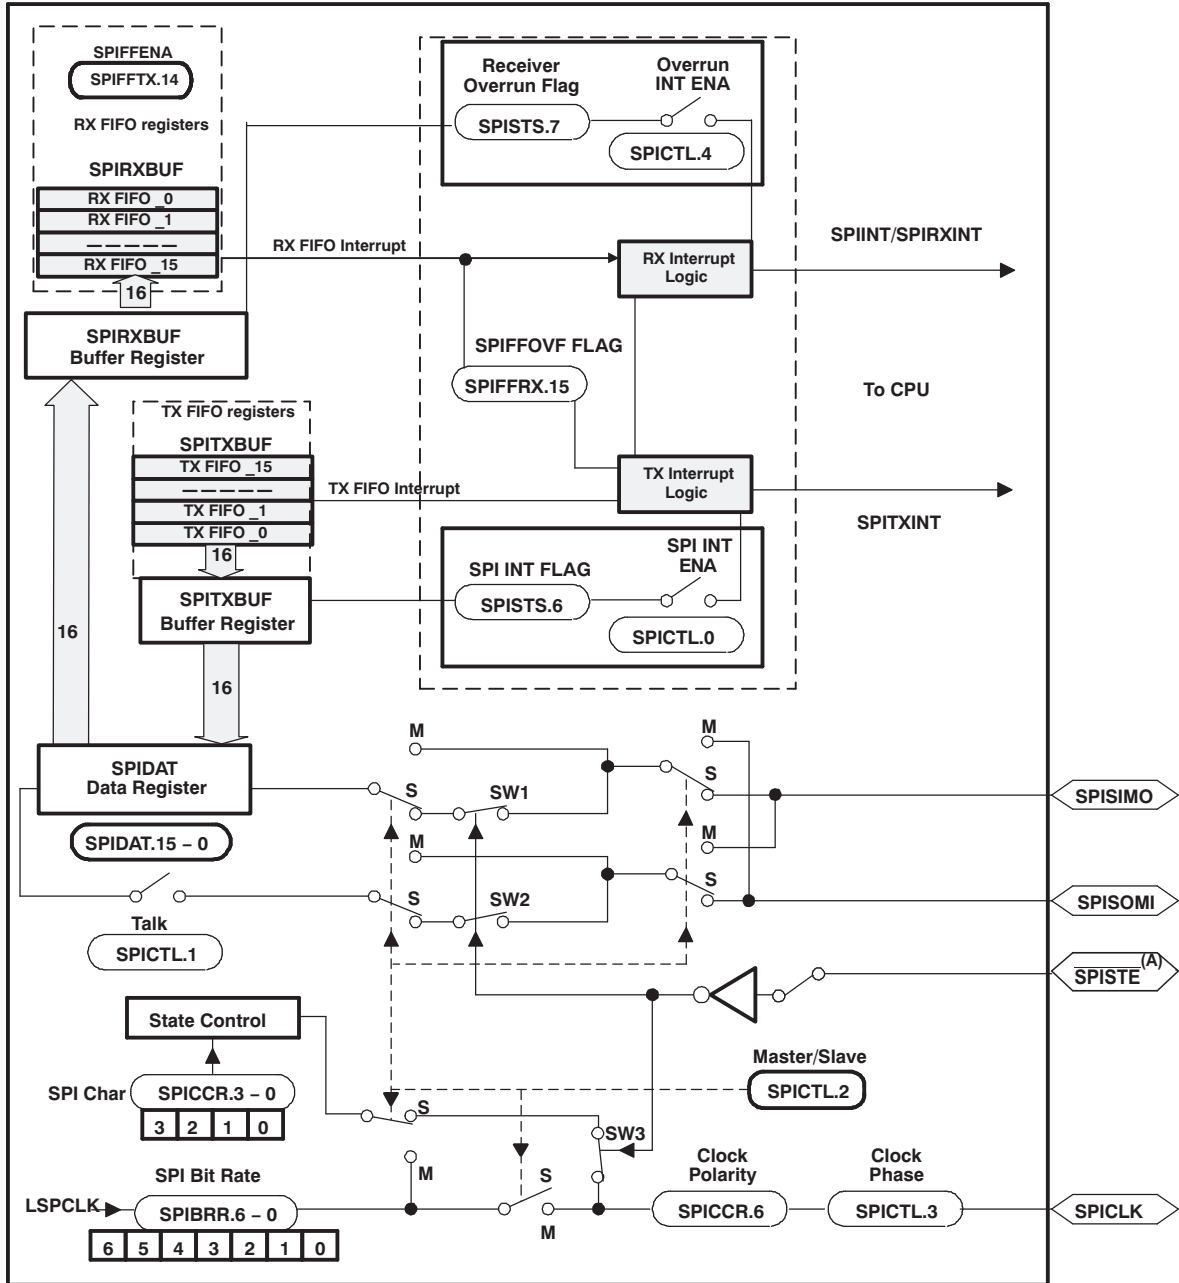 SPIFFENA
SPIFFTX.14
RX FIFO registers
SPIRXBUF
RX FIFO _0
RX FIFO _1
–––––
RX FIFO _15
16
SPIRXBUF
Buffer Register
Receiver
Overrun Flag
SPISTS.7
Overrun
INT ENA
SPICTL.4
RX FIFO Interrupt
RX Interrupt
Logic
SPIINT/SPIRXINT
SPIFFOVF FLAG
SPIFFRX.15
To CPU
TX FIFO registers
SPITXBUF
TX FIFO _15
–––––
TX FIFO _1
TX FIFO _0
16
TX FIFO Interrupt
TX Interrupt
Logic
SPITXINT
SPITXBUF
Buffer Register
16
16
SPI INT FLAG
SPISTS.6
SPI INT
ENA
SPICTL.0
SPIDAT
Data Register
SPIDAT.15 – 0
M
S
SW1
M
S
SPISIMO
M
S
SW2
M
S
SPISOMI
Talk
SPICTL.1
SPISTE
(A)
State Control
Master/Slave
SPICTL.2
SPI Char
SPICCR.3 – 0
3 2 1 0
S
M
SW3
SPI Bit Rate
LSPCLK
SPIBRR.6 – 0
6 5 4 3 2 1 0
S
M
Clock
Polarity
SPICCR.6
Clock
Phase
SPICTL.3
SPICLK